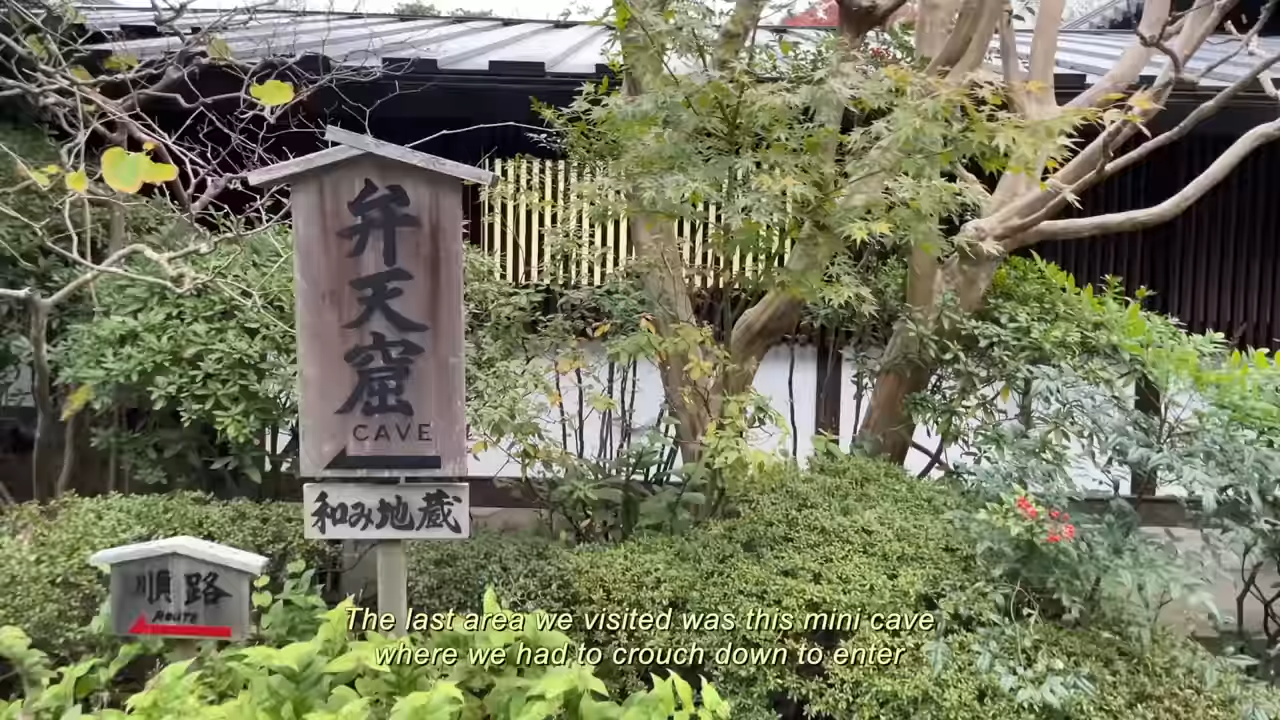 弁天窟
CAVE
和み地蔵
順路
ROUTE
The last area we visited was this mini cave
where we had to crouch down to enter